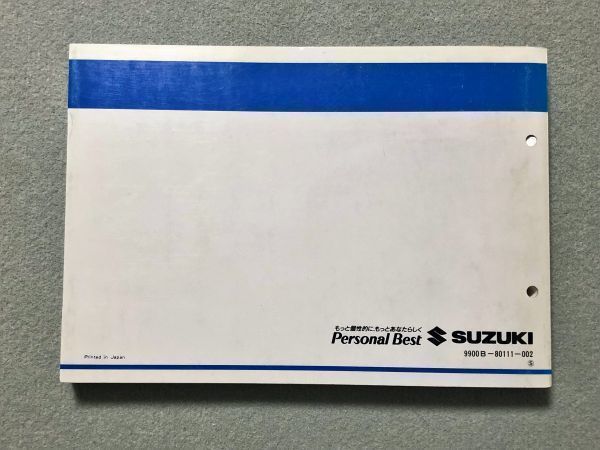 もっと個性的に、もっとあなたらしく
Personal Best SUZUKI
9900B-80111-002
Ⓢ
Printed in Japan